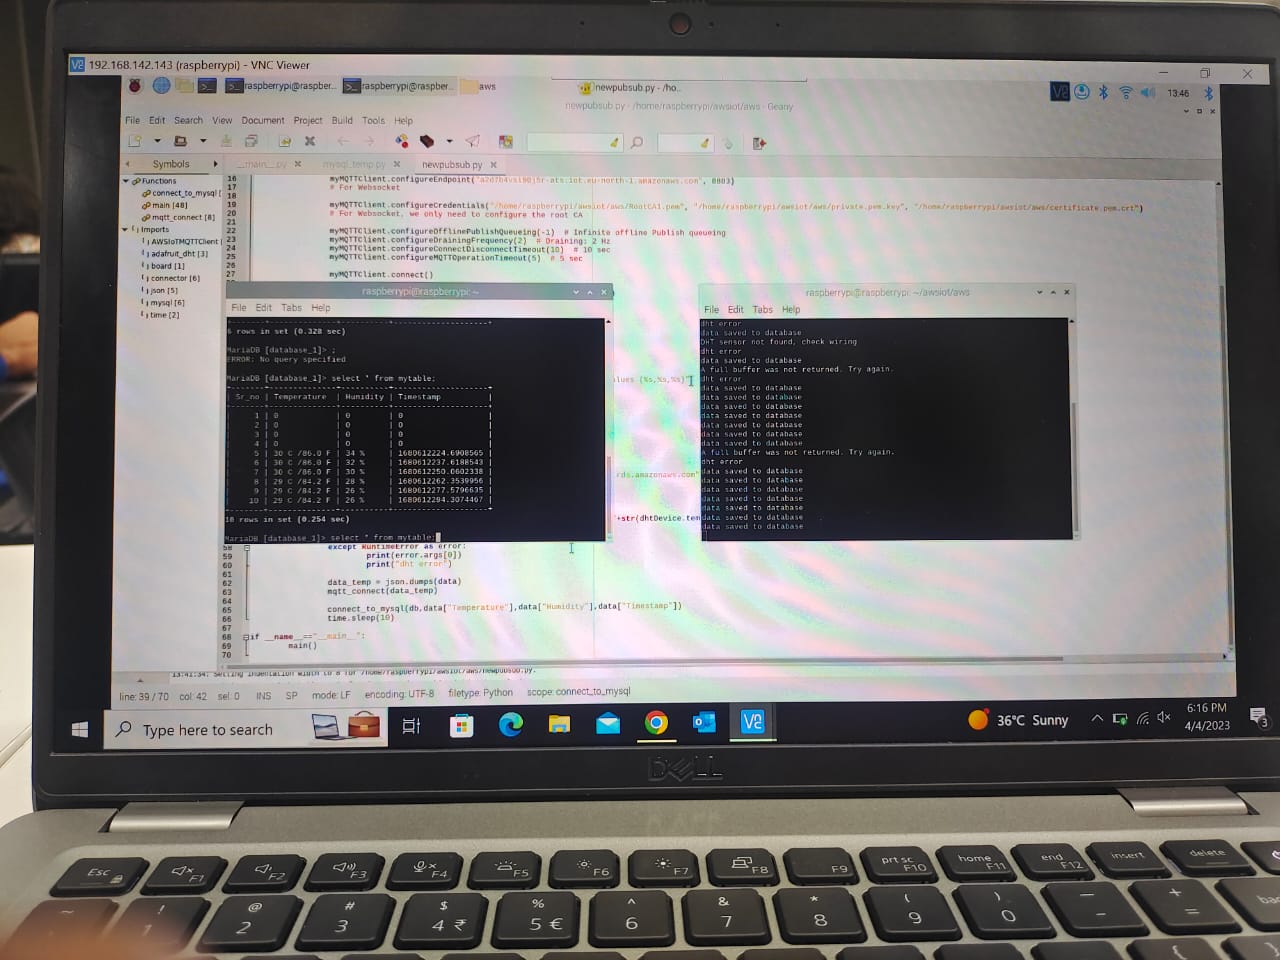 192.168.142.143 (raspberrypi) - VNC Viewer
raspberrypi@raspber...
raspberrypi@raspber...
aws
newpubsub.py - /ho...
13:46
newpubsub.py - /home/raspberrypi/awsiot/aws - Geany
File Edit Search View Document Project Build Tools Help
Symbols
__main__.py
mysql_temp.py
newpubsub.py
Functions
connect_to_mysql [
main [48]
mqtt_connect [8]
Imports
AWSIoTMQTTClient
adafruit_dht [3]
board [1]
connector [6]
json [5]
mysql [6]
time [2]
16
17 # For Websocket
18
19 myMQTTClient.configureCredentials("/home/raspberrypi/awsiot/aws/RootCA1.pem", "/home/raspberrypi/awsiot/aws/private.pem.key", "/home/raspberrypi/awsiot/aws/certificate.pem.crt")
20 # For Websocket, we only need to configure the root CA
21
22 myMQTTClient.configureOfflinePublishQueueing(-1) # Infinite offline Publish queueing
23 myMQTTClient.configureDrainingFrequency(2) # Draining: 2 Hz
24 myMQTTClient.configureConnectDisconnectTimeout(10) # 10 sec
25 myMQTTClient.configureMQTTOperationTimeout(5) # 5 sec
26
27 myMQTTClient.connect()
raspberrypi@raspberrypi: ~
File Edit Tabs Help
6 rows in set (0.328 sec)
MariaDB [database_1]> ;
ERROR: No query specified
MariaDB [database_1]> select * from mytable;
| Sr_no | Temperature | Humidity | Timestamp |
| 1 | 0 | 0 | 0 |
| 2 | 0 | 0 | 0 |
| 3 | 0 | 0 | 0 |
| 4 | 0 | 0 | 0 |
| 5 | 30 C /86.0 F | 34 % | 1680612224.6908565 |
| 6 | 30 C /86.0 F | 32 % | 1680612237.6188543 |
| 7 | 30 C /86.0 F | 30 % | 1680612250.0602338 |
| 8 | 29 C /84.2 F | 28 % | 1680612262.3539956 |
| 9 | 29 C /84.2 F | 26 % | 1680612277.5796635 |
| 10 | 29 C /84.2 F | 26 % | 1680612294.3074467 |
10 rows in set (0.254 sec)
MariaDB [database_1]> select * from mytable;
alues (%s,%s,%s)"
rds.amazonaws.com"
"+str(dhtDevice.tem
raspberrypi@raspberrypi: ~/awsiot/aws
File Edit Tabs Help
dht error
data saved to database
DHT sensor not found, check wiring
dht error
data saved to database
A full buffer was not returned. Try again.
dht error
data saved to database
data saved to database
data saved to database
data saved to database
data saved to database
data saved to database
data saved to database
A full buffer was not returned. Try again.
dht error
data saved to database
data saved to database
data saved to database
data saved to database
data saved to database
data saved to database
data saved to database
58 except RuntimeError as error:
59 print(error.args[0])
60 print("dht error")
61
62 data_temp = json.dumps(data)
63 mqtt_connect(data_temp)
64
65 connect_to_mysql(db,data["Temperature"],data["Humidity"],data["Timestamp"])
66 time.sleep(10)
67
68 if __name__=="__main__":
69 main()
70
13:41:34: Setting indentation width to 8 for /home/raspberrypi/awsiot/aws/newpubsub.py.
line: 39 / 70 col: 42 sel: 0 INS SP mode: LF encoding: UTF-8 filetype: Python scope: connect_to_mysql
Type here to search
36°C Sunny
6:16 PM
4/4/2023
3
DELL
Esc F1 F2 F3 F4 F5 F6 F7 F8 F9 prt sc F10 home F11 end F12 insert delete
~ ! @ # $ % ^ & * ( ) _ +
1 2 3 4 ₹ 5 € 6 7 8 9 0 - =